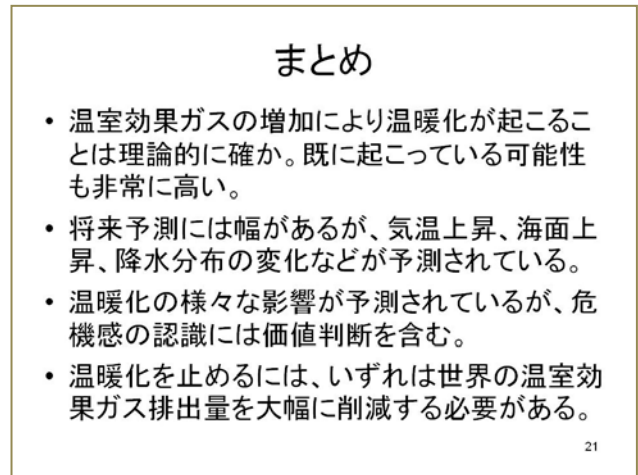 まとめ
• 温室効果ガスの増加により温暖化が起こるこ
とは理論的に確か。既に起こっている可能性
も非常に高い。
• 将来予測には幅があるが、気温上昇、海面上
昇、降水分布の変化などが予測されている。
• 温暖化の様々な影響が予測されているが、危
機感の認識には価値判断を含む。
• 温暖化を止めるには、いずれは世界の温室効
果ガス排出量を大幅に削減する必要がある。
21